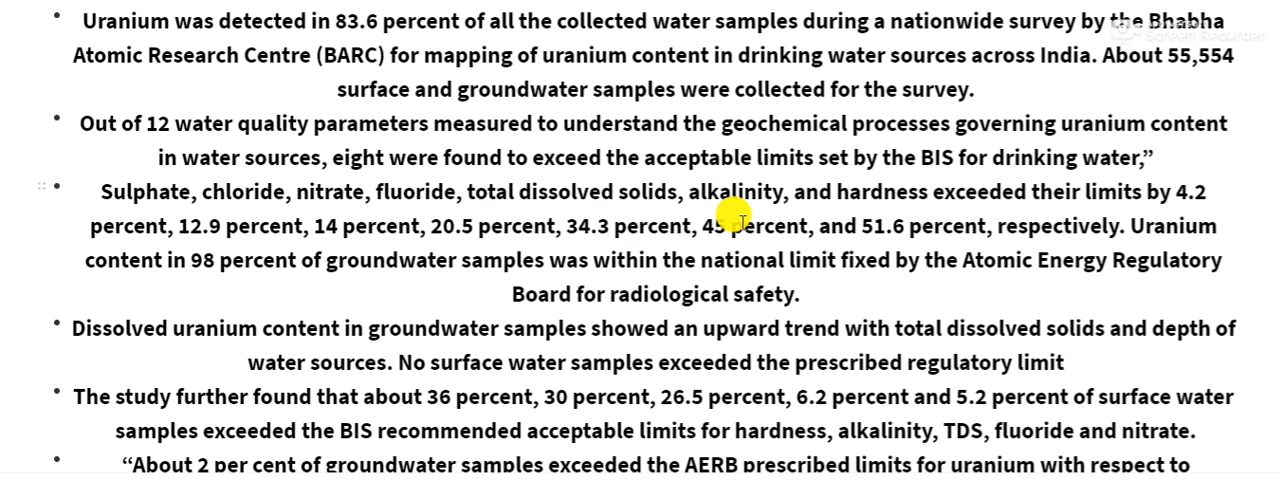 Uranium was detected in 83.6 percent of all the collected water samples during a nationwide survey by the Bhabha
Atomic Research Centre (BARC) for mapping of uranium content in drinking water sources across India. About 55,554
surface and groundwater samples were collected for the survey.
Out of 12 water quality parameters measured to understand the geochemical processes governing uranium content
in water sources, eight were found to exceed the acceptable limits set by the BIS for drinking water,”
Sulphate, chloride, nitrate, fluoride, total dissolved solids, alkalinity, and hardness exceeded their limits by 4.2
percent, 12.9 percent, 14 percent, 20.5 percent, 34.3 percent, 45 percent, and 51.6 percent, respectively. Uranium
content in 98 percent of groundwater samples was within the national limit fixed by the Atomic Energy Regulatory
Board for radiological safety.
Dissolved uranium content in groundwater samples showed an upward trend with total dissolved solids and depth of
water sources. No surface water samples exceeded the prescribed regulatory limit
The study further found that about 36 percent, 30 percent, 26.5 percent, 6.2 percent and 5.2 percent of surface water
samples exceeded the BIS recommended acceptable limits for hardness, alkalinity, TDS, fluoride and nitrate.
“About 2 per cent of groundwater samples exceeded the AERB prescribed limits for uranium with respect to
Screen Recorder